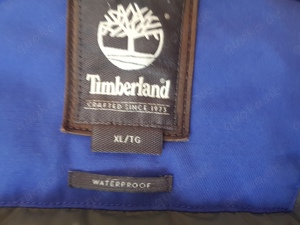 Timberland
CRAFTED SINCE 1973
XL/TG
WATERPROOF